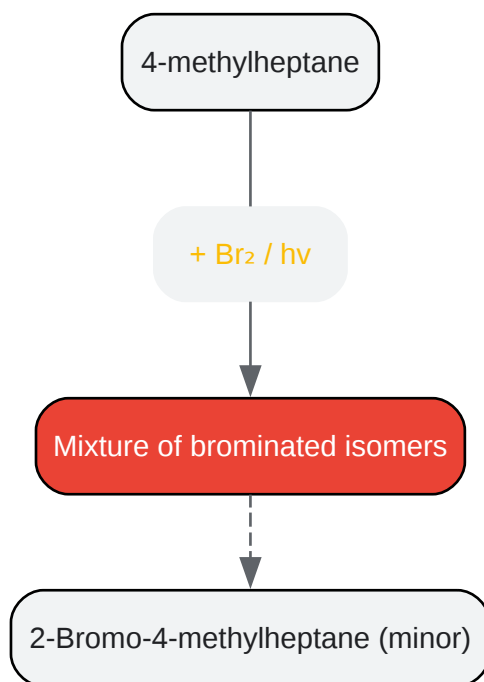 4-methylheptane
+ Br₂ / hv
Mixture of brominated isomers
2-Bromo-4-methylheptane (minor)